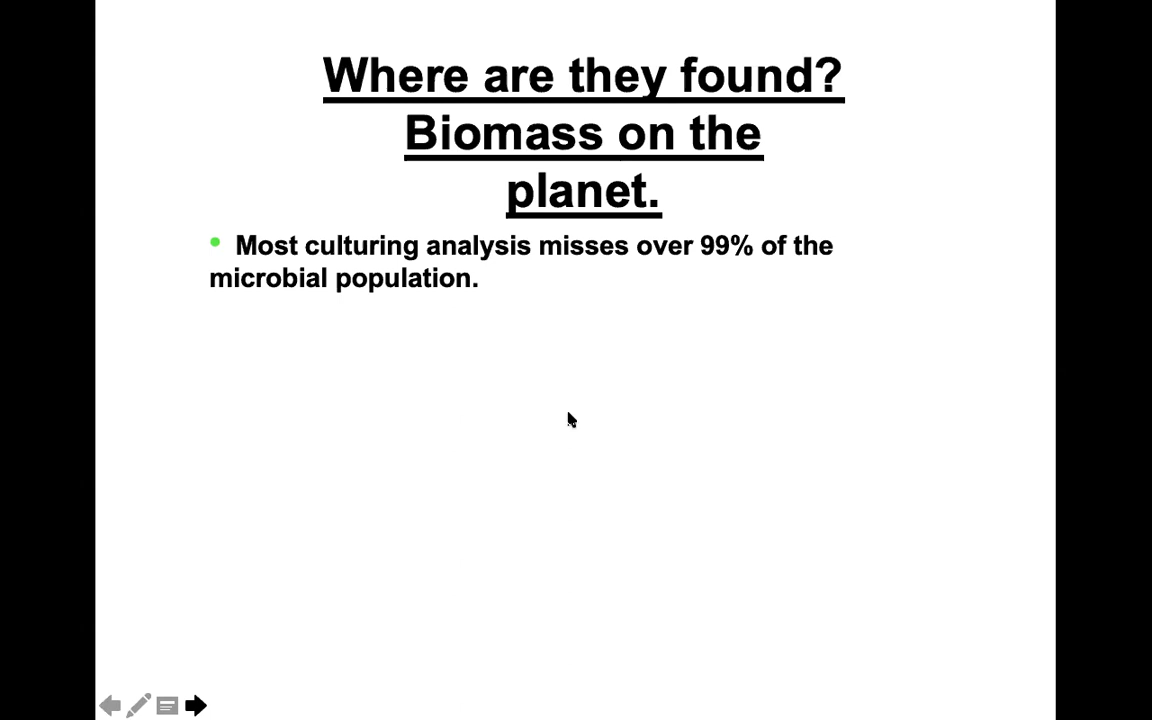 Where are they found?
Biomass on the
planet.
• Most culturing analysis misses over 99% of the
microbial population.